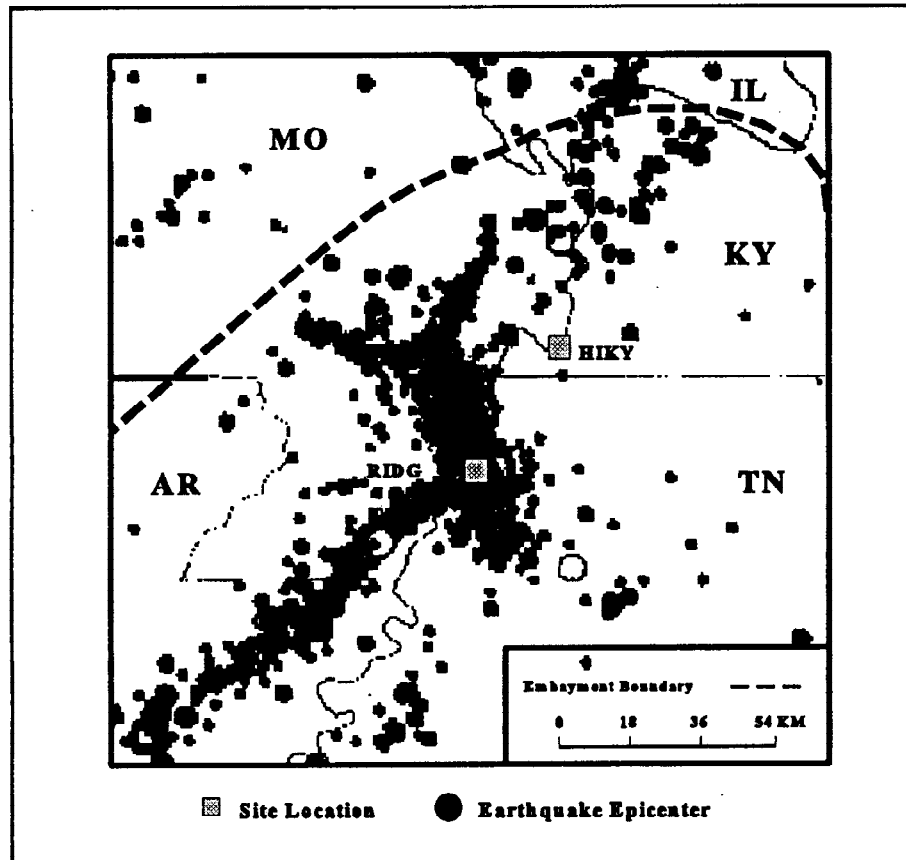 IL
MO
KY
HIKY
RIDG
AR
TN
Embayment Boundary
0 18 36 54 KM
Site Location
Earthquake Epicenter